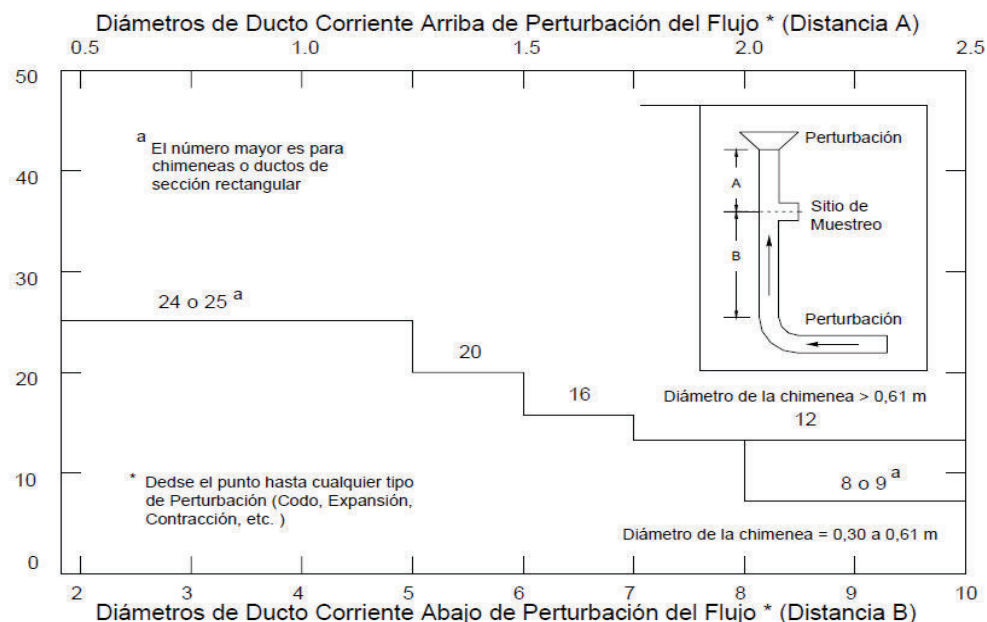 Diámetros de Ducto Corriente Arriba de Perturbación del Flujo * (Distancia A)
0.5 1.0 1.5 2.0 2.5
50
40
30
20
10
0
a El número mayor es para
chimeneas o ductos de
sección rectangular
Perturbación
A
Sitio de
Muestreo
B
Perturbación
24 o 25 a
20
16
Diámetro de la chimenea > 0,61 m
12
8 o 9 a
* Dedse el punto hasta cualquier tipo
de Perturbación (Codo, Expansión,
Contracción, etc. )
Diámetro de la chimenea = 0,30 a 0,61 m
2 3 4 5 6 7 8 9 10
Diámetros de Ducto Corriente Abajo de Perturbación del Flujo * (Distancia B)